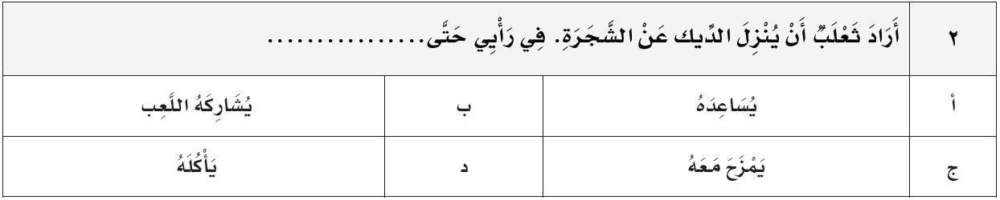 ٢ أَرَادَ ثَعْلَبٌ أَنْ يُنْزِلَ الدِّيك عَنْ الشَّجَرَةِ. فِي رَأْيِي حَتَّى................
أ يُسَاعِدَهُ ب يُشَارِكَهُ اللَّعِب
ج يَمْزَحَ مَعَهُ د يَأْكُلَهُ